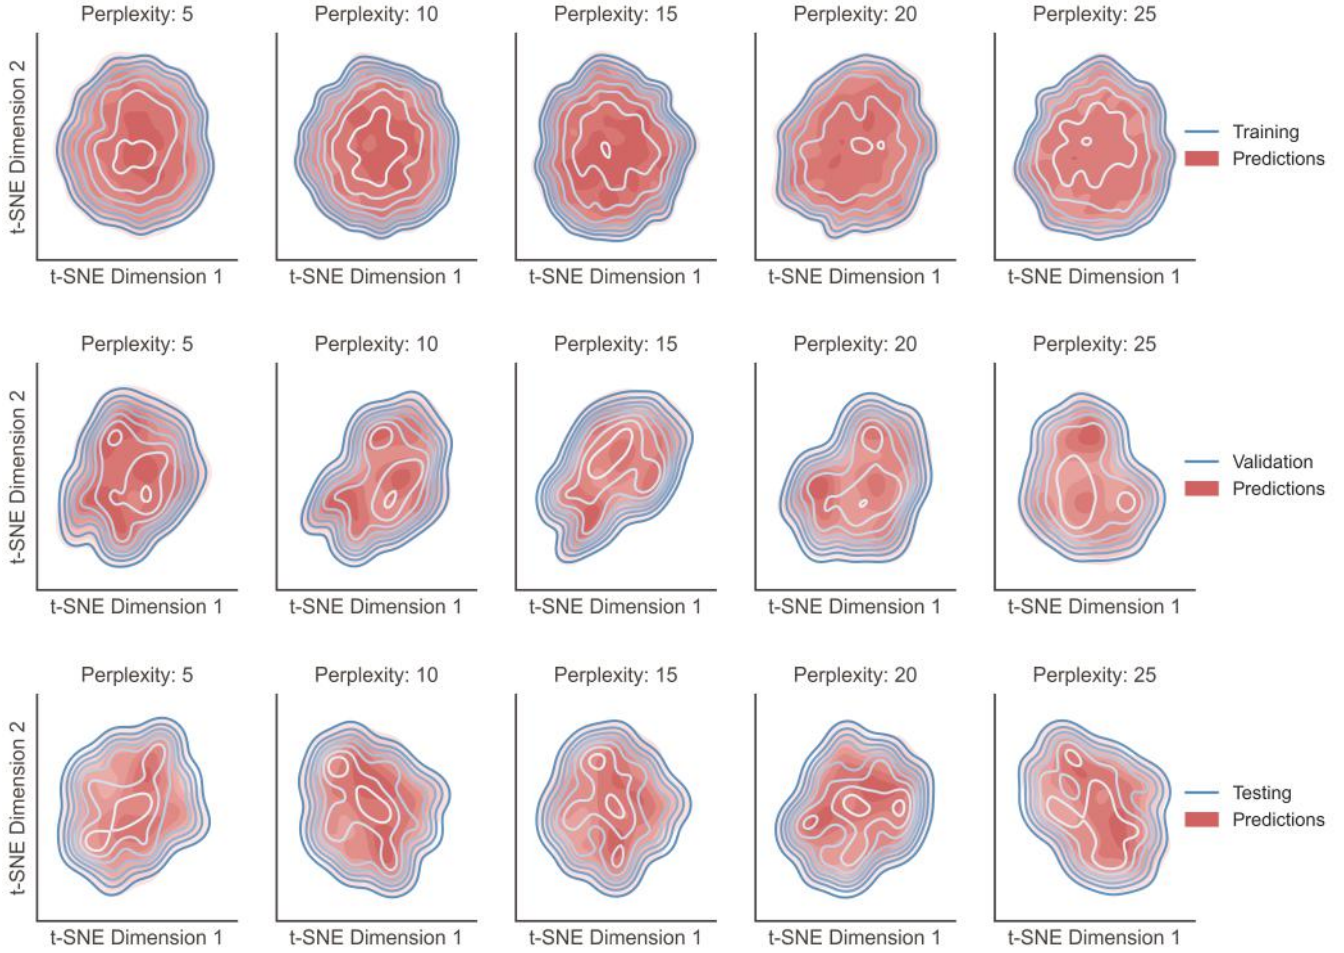 Perplexity: 5
Perplexity: 10
Perplexity: 15
Perplexity: 20
Perplexity: 25
t-SNE Dimension 2
Training
Predictions
t-SNE Dimension 1
t-SNE Dimension 1
t-SNE Dimension 1
t-SNE Dimension 1
t-SNE Dimension 1
Perplexity: 5
Perplexity: 10
Perplexity: 15
Perplexity: 20
Perplexity: 25
t-SNE Dimension 2
Validation
Predictions
t-SNE Dimension 1
t-SNE Dimension 1
t-SNE Dimension 1
t-SNE Dimension 1
t-SNE Dimension 1
Perplexity: 5
Perplexity: 10
Perplexity: 15
Perplexity: 20
Perplexity: 25
t-SNE Dimension 2
Testing
Predictions
t-SNE Dimension 1
t-SNE Dimension 1
t-SNE Dimension 1
t-SNE Dimension 1
t-SNE Dimension 1